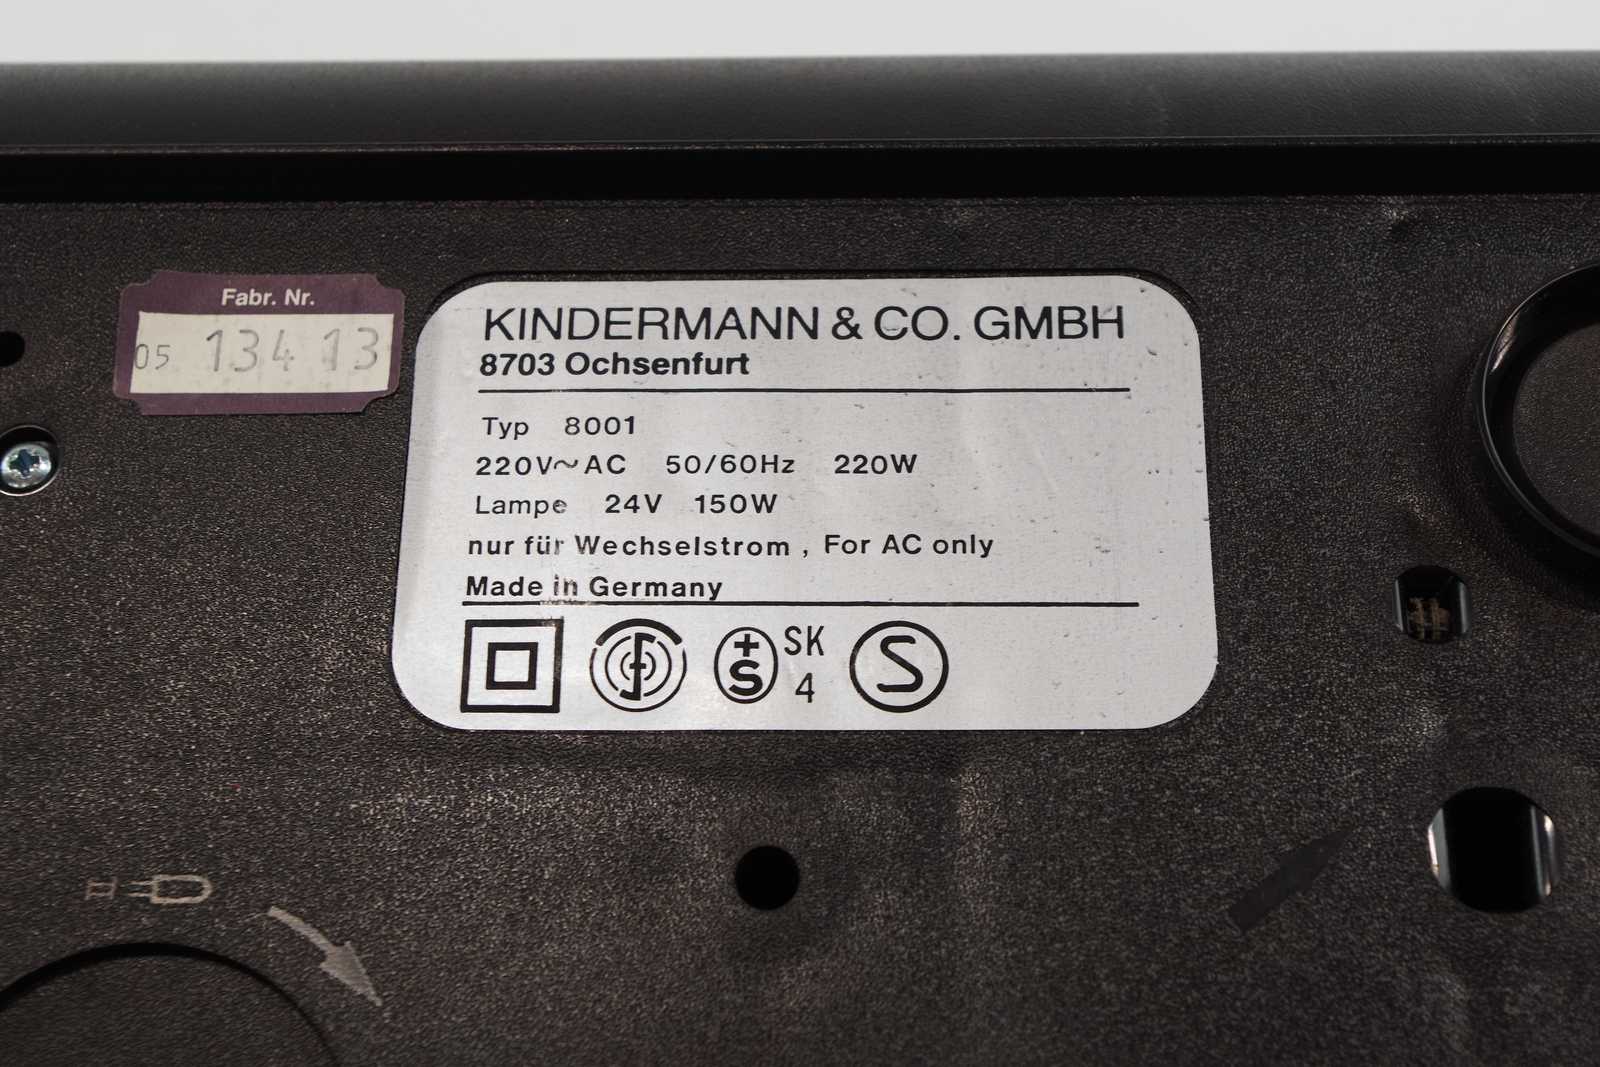 Fabr. Nr.
05 134 13
KINDERMANN & CO. GMBH
8703 Ochsenfurt
Typ 8001
220V~AC 50/60Hz 220W
Lampe 24V 150W
nur für Wechselstrom , For AC only
Made in Germany
+S SK 4 S